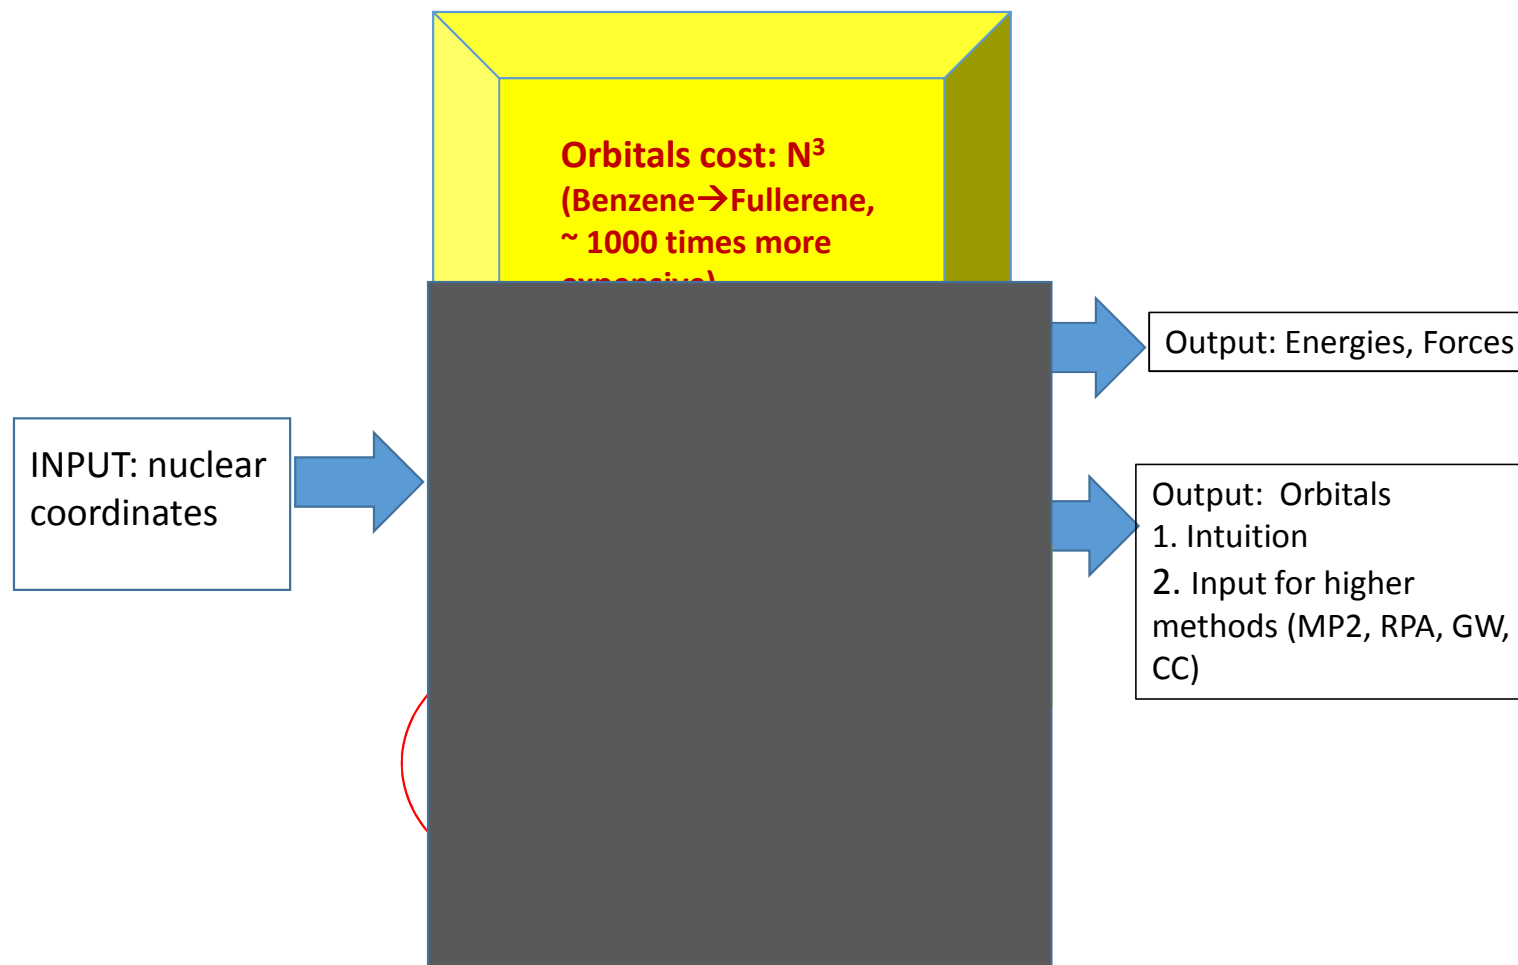 Orbitals cost: N³
(Benzene→Fullerene,
~ 1000 times more
INPUT: nuclear
coordinates
Output: Energies, Forces
Output:  Orbitals
1. Intuition
2. Input for higher
methods (MP2, RPA, GW,
CC)